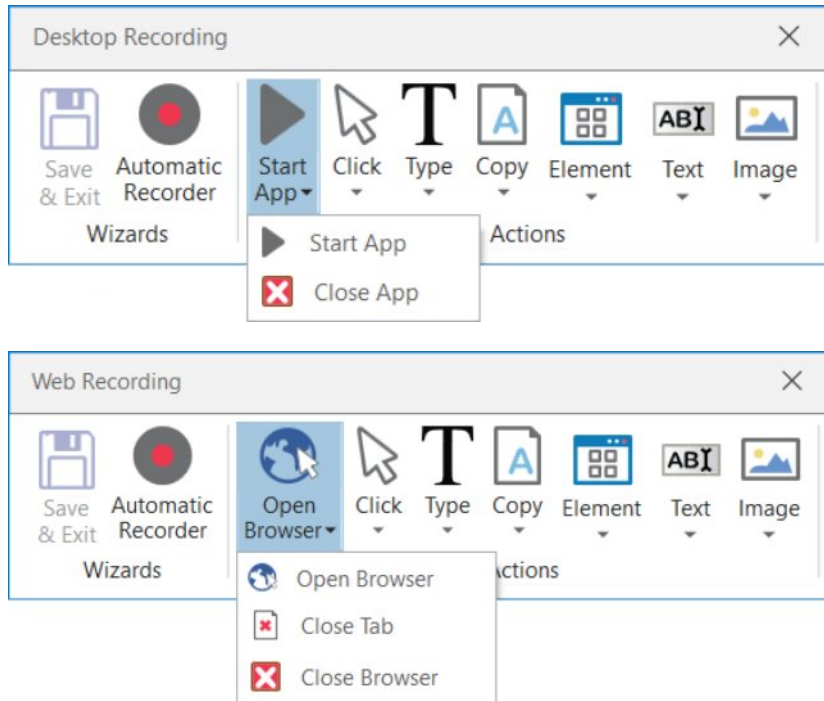 Desktop Recording
Save & Exit
Automatic Recorder
Start App
Click
Type
Copy
Element
Text
Image
Wizards
Actions
Start App
Close App
Web Recording
Save & Exit
Automatic Recorder
Open Browser
Click
Type
Copy
Element
Text
Image
Wizards
Actions
Open Browser
Close Tab
Close Browser